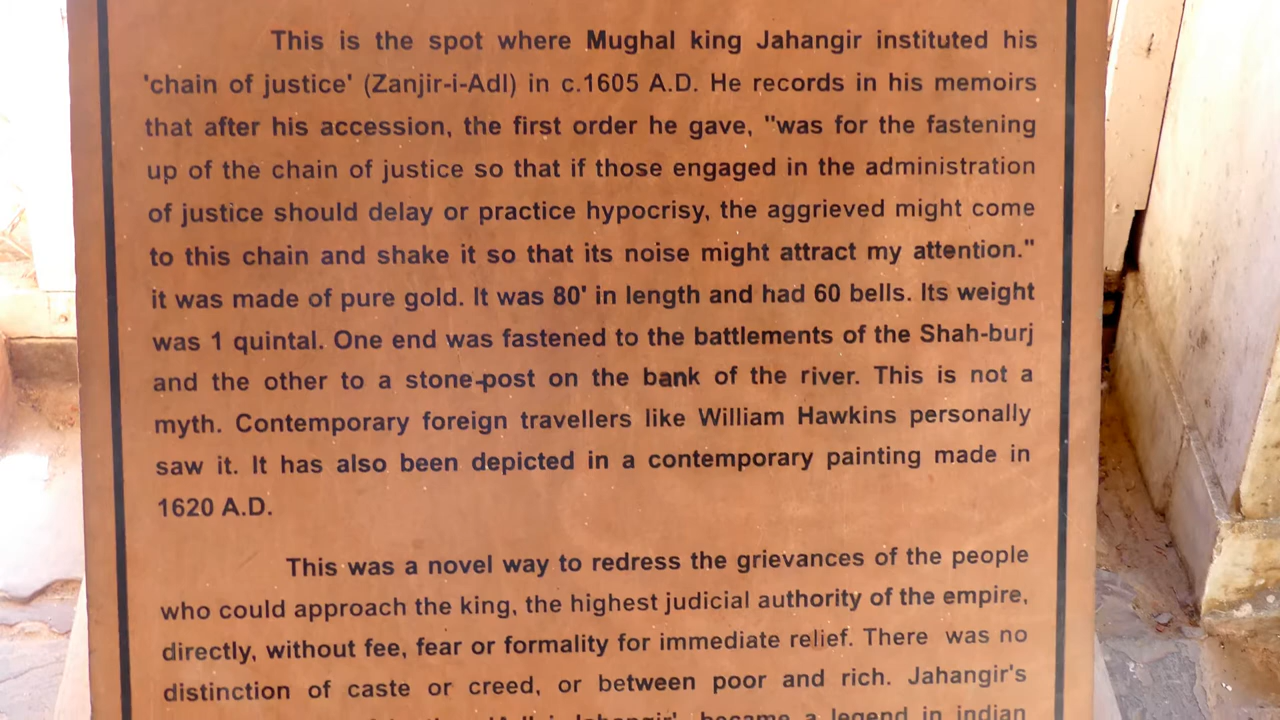 This is the spot where Mughal king Jahangir instituted his
'chain of justice' (Zanjir-i-Adl) in c.1605 A.D. He records in his memoirs
that after his accession, the first order he gave, "was for the fastening
up of the chain of justice so that if those engaged in the administration
of justice should delay or practice hypocrisy, the aggrieved might come
to this chain and shake it so that its noise might attract my attention."
it was made of pure gold. It was 80' in length and had 60 bells. Its weight
was 1 quintal. One end was fastened to the battlements of the Shah-burj
and the other to a stone-post on the bank of the river. This is not a
myth. Contemporary foreign travellers like William Hawkins personally
saw it. It has also been depicted in a contemporary painting made in
1620 A.D.
This was a novel way to redress the grievances of the people
who could approach the king, the highest judicial authority of the empire,
directly, without fee, fear or formality for immediate relief. There was no
distinction of caste or creed, or between poor and rich. Jahangir's
Jahangir', became a legend in indian